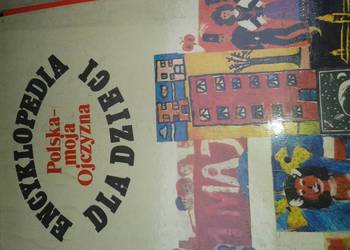 ENCYKLOPEDIA
Polska-
moja
Ojczyzna
DLA DZIECI